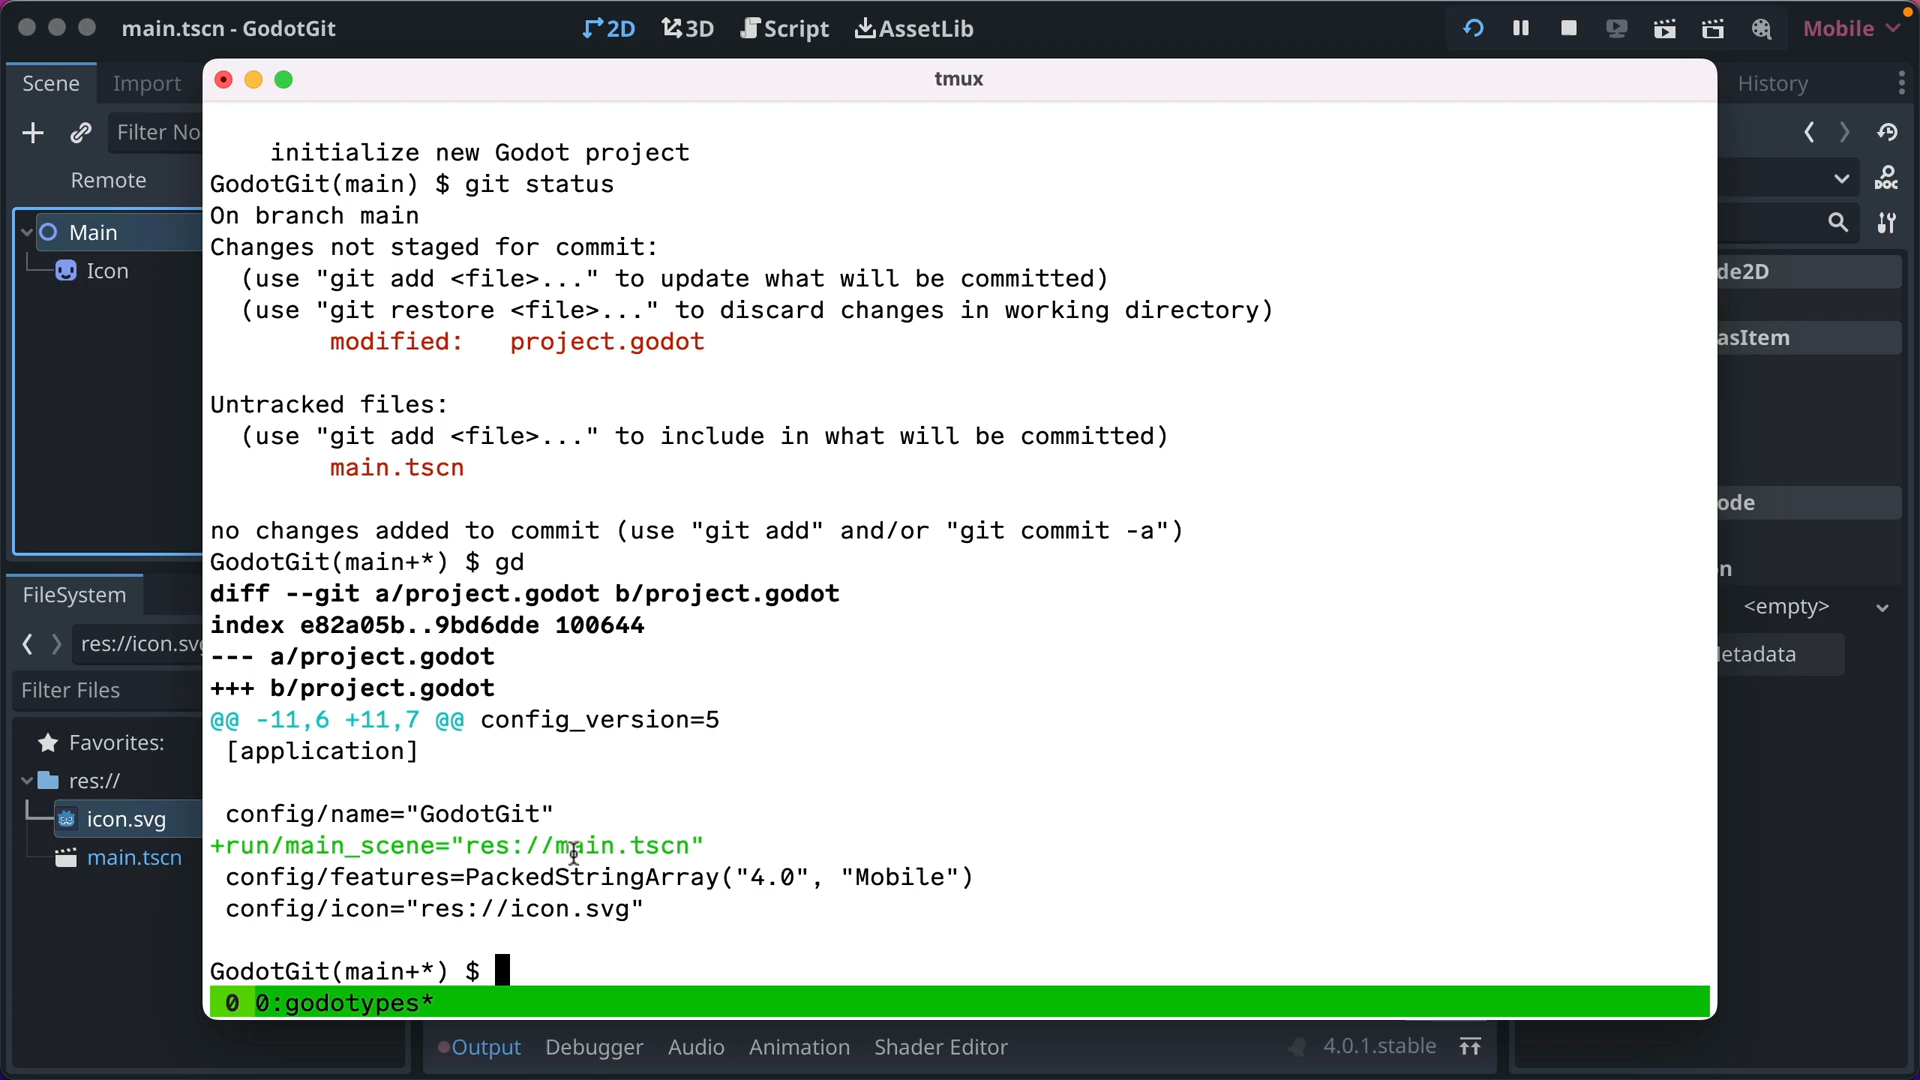 main.tscn - GodotGit
2D
3D
Script
AssetLib
Mobile
Scene
Import
tmux
History
Filter No
Remote
Main
Icon
initialize new Godot project
GodotGit(main) $ git status
On branch main
Changes not staged for commit:
(use "git add <file>..." to update what will be committed)
(use "git restore <file>..." to discard changes in working directory)
modified:   project.godot
Untracked files:
(use "git add <file>..." to include in what will be committed)
main.tscn
no changes added to commit (use "git add" and/or "git commit -a")
GodotGit(main+*) $ gd
diff --git a/project.godot b/project.godot
index e82a05b..9bd6dde 100644
--- a/project.godot
+++ b/project.godot
@@ -11,6 +11,7 @@ config_version=5
[application]
config/name="GodotGit"
+run/main_scene="res://main.tscn"
config/features=PackedStringArray("4.0", "Mobile")
config/icon="res://icon.svg"
GodotGit(main+*) $
0 0:godotypes*
DOC
de2D
asItem
ode
n
<empty>
etadata
FileSystem
res://icon.svg
Filter Files
Favorites:
res://
icon.svg
main.tscn
Output
Debugger
Audio
Animation
Shader Editor
4.0.1.stable